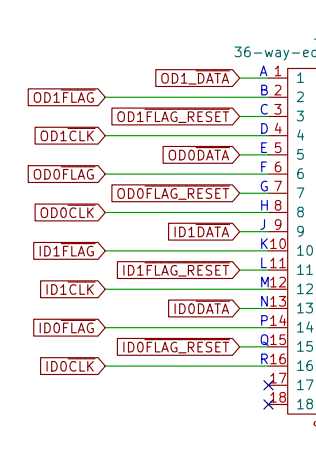 36-way-ed
OD1_DATA A 1 1
OD1FLAG B 2 2
OD1FLAG_RESET C 3 3
OD1CLK D 4 4
OD0DATA E 5 5
OD0FLAG F 6 6
OD0FLAG_RESET G 7 7
OD0CLK H 8 8
ID1DATA J 9 9
ID1FLAG K 10 10
ID1FLAG_RESET L 11 11
ID1CLK M 12 12
ID0DATA N 13 13
ID0FLAG P 14 14
ID0FLAG_RESET Q 15 15
ID0CLK R 16 16
17 17
18 18